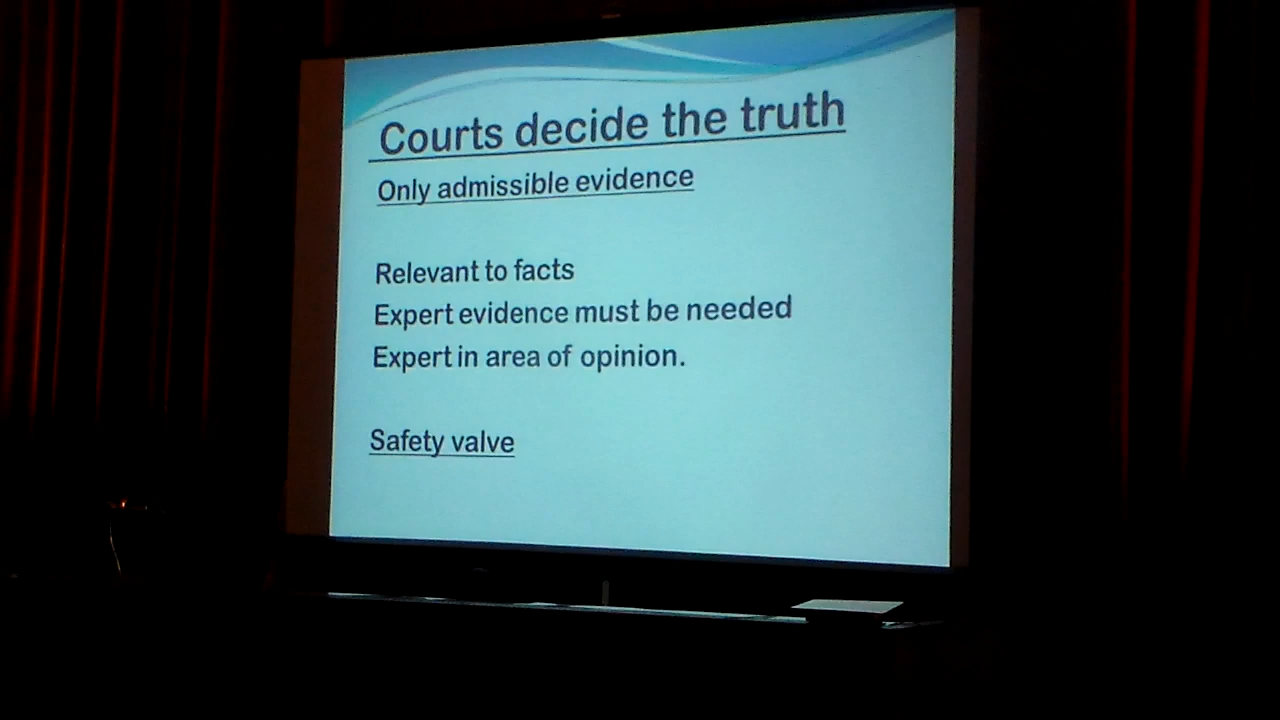 Courts decide the truth
Only admissible evidence
Relevant to facts
Expert evidence must be needed
Expert in area of opinion.
Safety valve